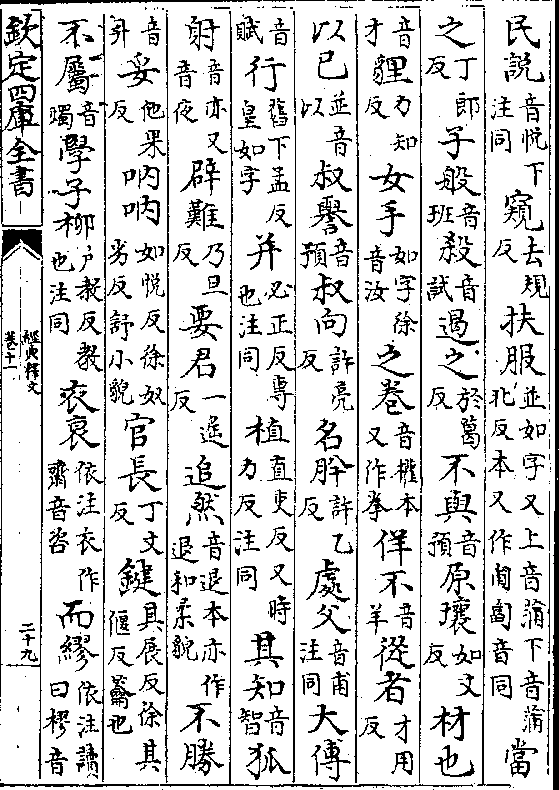 民說音悅下注同窺去規反扶服並如字又上音蒲下音蒲北反本又作匍匐音同當
之丁郎反子般音班殺音試遏之於葛反不與音預原壤如丈反材也
音才貍力知反女手如字徐音汝之卷音權本又作拳佯不音羊從者才用反
以已並音以叔譽音預叔向許亮反名肸許乙反處父音甫注同大傅
音賦行舊下孟反皇如字并必正反專也注同植直吏反又時力反注同其知音智狐
射音亦又音夜辟難乃旦反要君一遙反追然音退本亦作退和柔貌不勝
音升妥他果反吶吶如悅反徐奴劣反舒小貌官長丁丈反鍵其展反徐其偃反籥也
不屬音燭學子柳戶教反教也注同衣衰依注衣作齊音咨而繆依注讀曰樛音
欽定四庫全書
經典釋文
卷十一
二十九